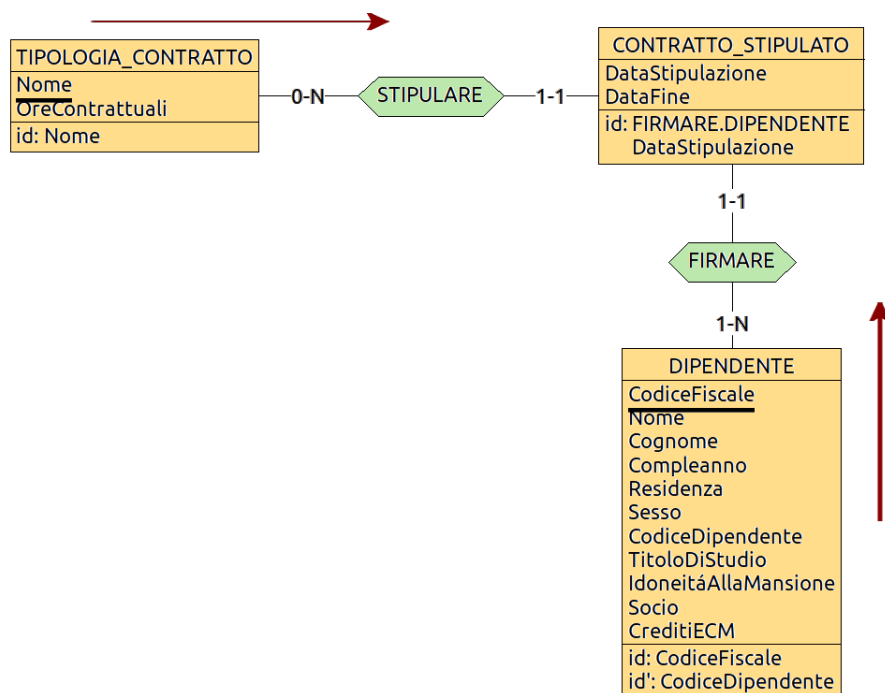 TIPOLOGIA_CONTRATTO
Nome
OreContrattuali
id: Nome
0-N
STIPULARE
1-1
CONTRATTO_STIPULATO
DataStipulazione
DataFine
id: FIRMARE.DIPENDENTE
DataStipulazione
1-1
FIRMARE
1-N
DIPENDENTE
CodiceFiscale
Nome
Cognome
Compleanno
Residenza
Sesso
CodiceDipendente
TitoloDiStudio
IdoneitáAllaMansione
Socio
CreditiECM
id: CodiceFiscale
id': CodiceDipendente